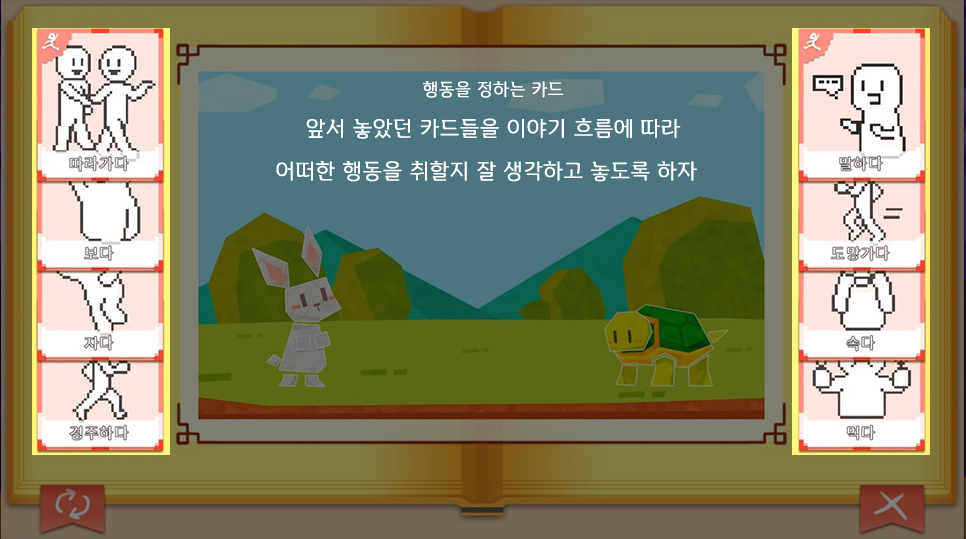 행동을 정하는 카드
앞서 놓았던 카드들을 이야기 흐름에 따라
어떠한 행동을 취할지 잘 생각하고 놓도록 하자
따라가다
보다
자다
경주하다
말하다
도망가다
속다
먹다